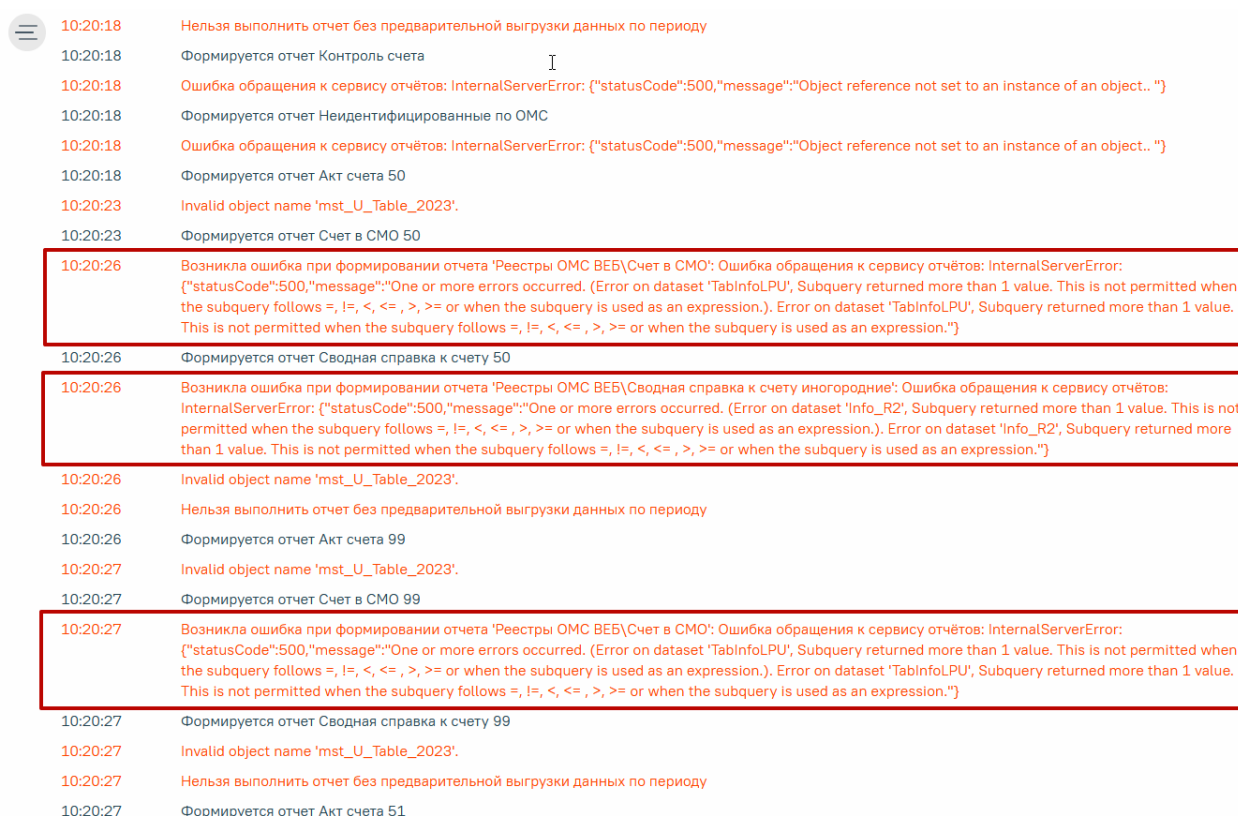 10:20:18 Нельзя выполнить отчет без предварительной выгрузки данных по периоду
10:20:18 Формируется отчет Контроль счета
10:20:18 Ошибка обращения к сервису отчётов: InternalServerError: {"statusCode":500,"message":"Object reference not set to an instance of an object.. "}
10:20:18 Формируется отчет Неидентифицированные по ОМС
10:20:18 Ошибка обращения к сервису отчётов: InternalServerError: {"statusCode":500,"message":"Object reference not set to an instance of an object.. "}
10:20:18 Формируется отчет Акт счета 50
10:20:23 Invalid object name 'mst_U_Table_2023'.
10:20:23 Формируется отчет Счет в СМО 50
10:20:26 Возникла ошибка при формировании отчета 'Реестры ОМС ВЕБ\Счет в СМО': Ошибка обращения к сервису отчётов: InternalServerError:
{"statusCode":500,"message":"One or more errors occurred. (Error on dataset 'TabInfoLPU', Subquery returned more than 1 value. This is not permitted when
the subquery follows =, !=, <, <= , >, >= or when the subquery is used as an expression.). Error on dataset 'TabInfoLPU', Subquery returned more than 1 value.
This is not permitted when the subquery follows =, !=, <, <= , >, >= or when the subquery is used as an expression."}
10:20:26 Формируется отчет Сводная справка к счету 50
10:20:26 Возникла ошибка при формировании отчета 'Реестры ОМС ВЕБ\Сводная справка к счету иногородние': Ошибка обращения к сервису отчётов:
InternalServerError: {"statusCode":500,"message":"One or more errors occurred. (Error on dataset 'Info_R2', Subquery returned more than 1 value. This is not
permitted when the subquery follows =, !=, <, <= , >, >= or when the subquery is used as an expression.). Error on dataset 'Info_R2', Subquery returned more
than 1 value. This is not permitted when the subquery follows =, !=, <, <= , >, >= or when the subquery is used as an expression."}
10:20:26 Invalid object name 'mst_U_Table_2023'.
10:20:26 Нельзя выполнить отчет без предварительной выгрузки данных по периоду
10:20:26 Формируется отчет Акт счета 99
10:20:27 Invalid object name 'mst_U_Table_2023'.
10:20:27 Формируется отчет Счет в СМО 99
10:20:27 Возникла ошибка при формировании отчета 'Реестры ОМС ВЕБ\Счет в СМО': Ошибка обращения к сервису отчётов: InternalServerError:
{"statusCode":500,"message":"One or more errors occurred. (Error on dataset 'TabInfoLPU', Subquery returned more than 1 value. This is not permitted when
the subquery follows =, !=, <, <= , >, >= or when the subquery is used as an expression.). Error on dataset 'TabInfoLPU', Subquery returned more than 1 value.
This is not permitted when the subquery follows =, !=, <, <= , >, >= or when the subquery is used as an expression."}
10:20:27 Формируется отчет Сводная справка к счету 99
10:20:27 Invalid object name 'mst_U_Table_2023'.
10:20:27 Нельзя выполнить отчет без предварительной выгрузки данных по периоду
10:20:27 Формируется отчет Акт счета 51